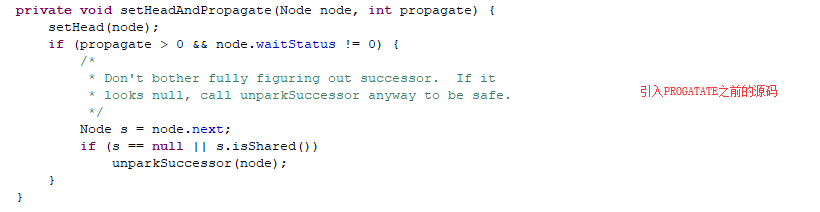 private void setHeadAndPropagate(Node node, int propagate) {
    setHead(node);
    if (propagate > 0 && node.waitStatus != 0) {
        /*
         * Don't bother fully figuring out successor.  If it
         * looks null, call unparkSuccessor anyway to be safe.
         */
        Node s = node.next;
        if (s == null || s.isShared())
            unparkSuccessor(node);
    }
}
引入PROGATATE之前的源码